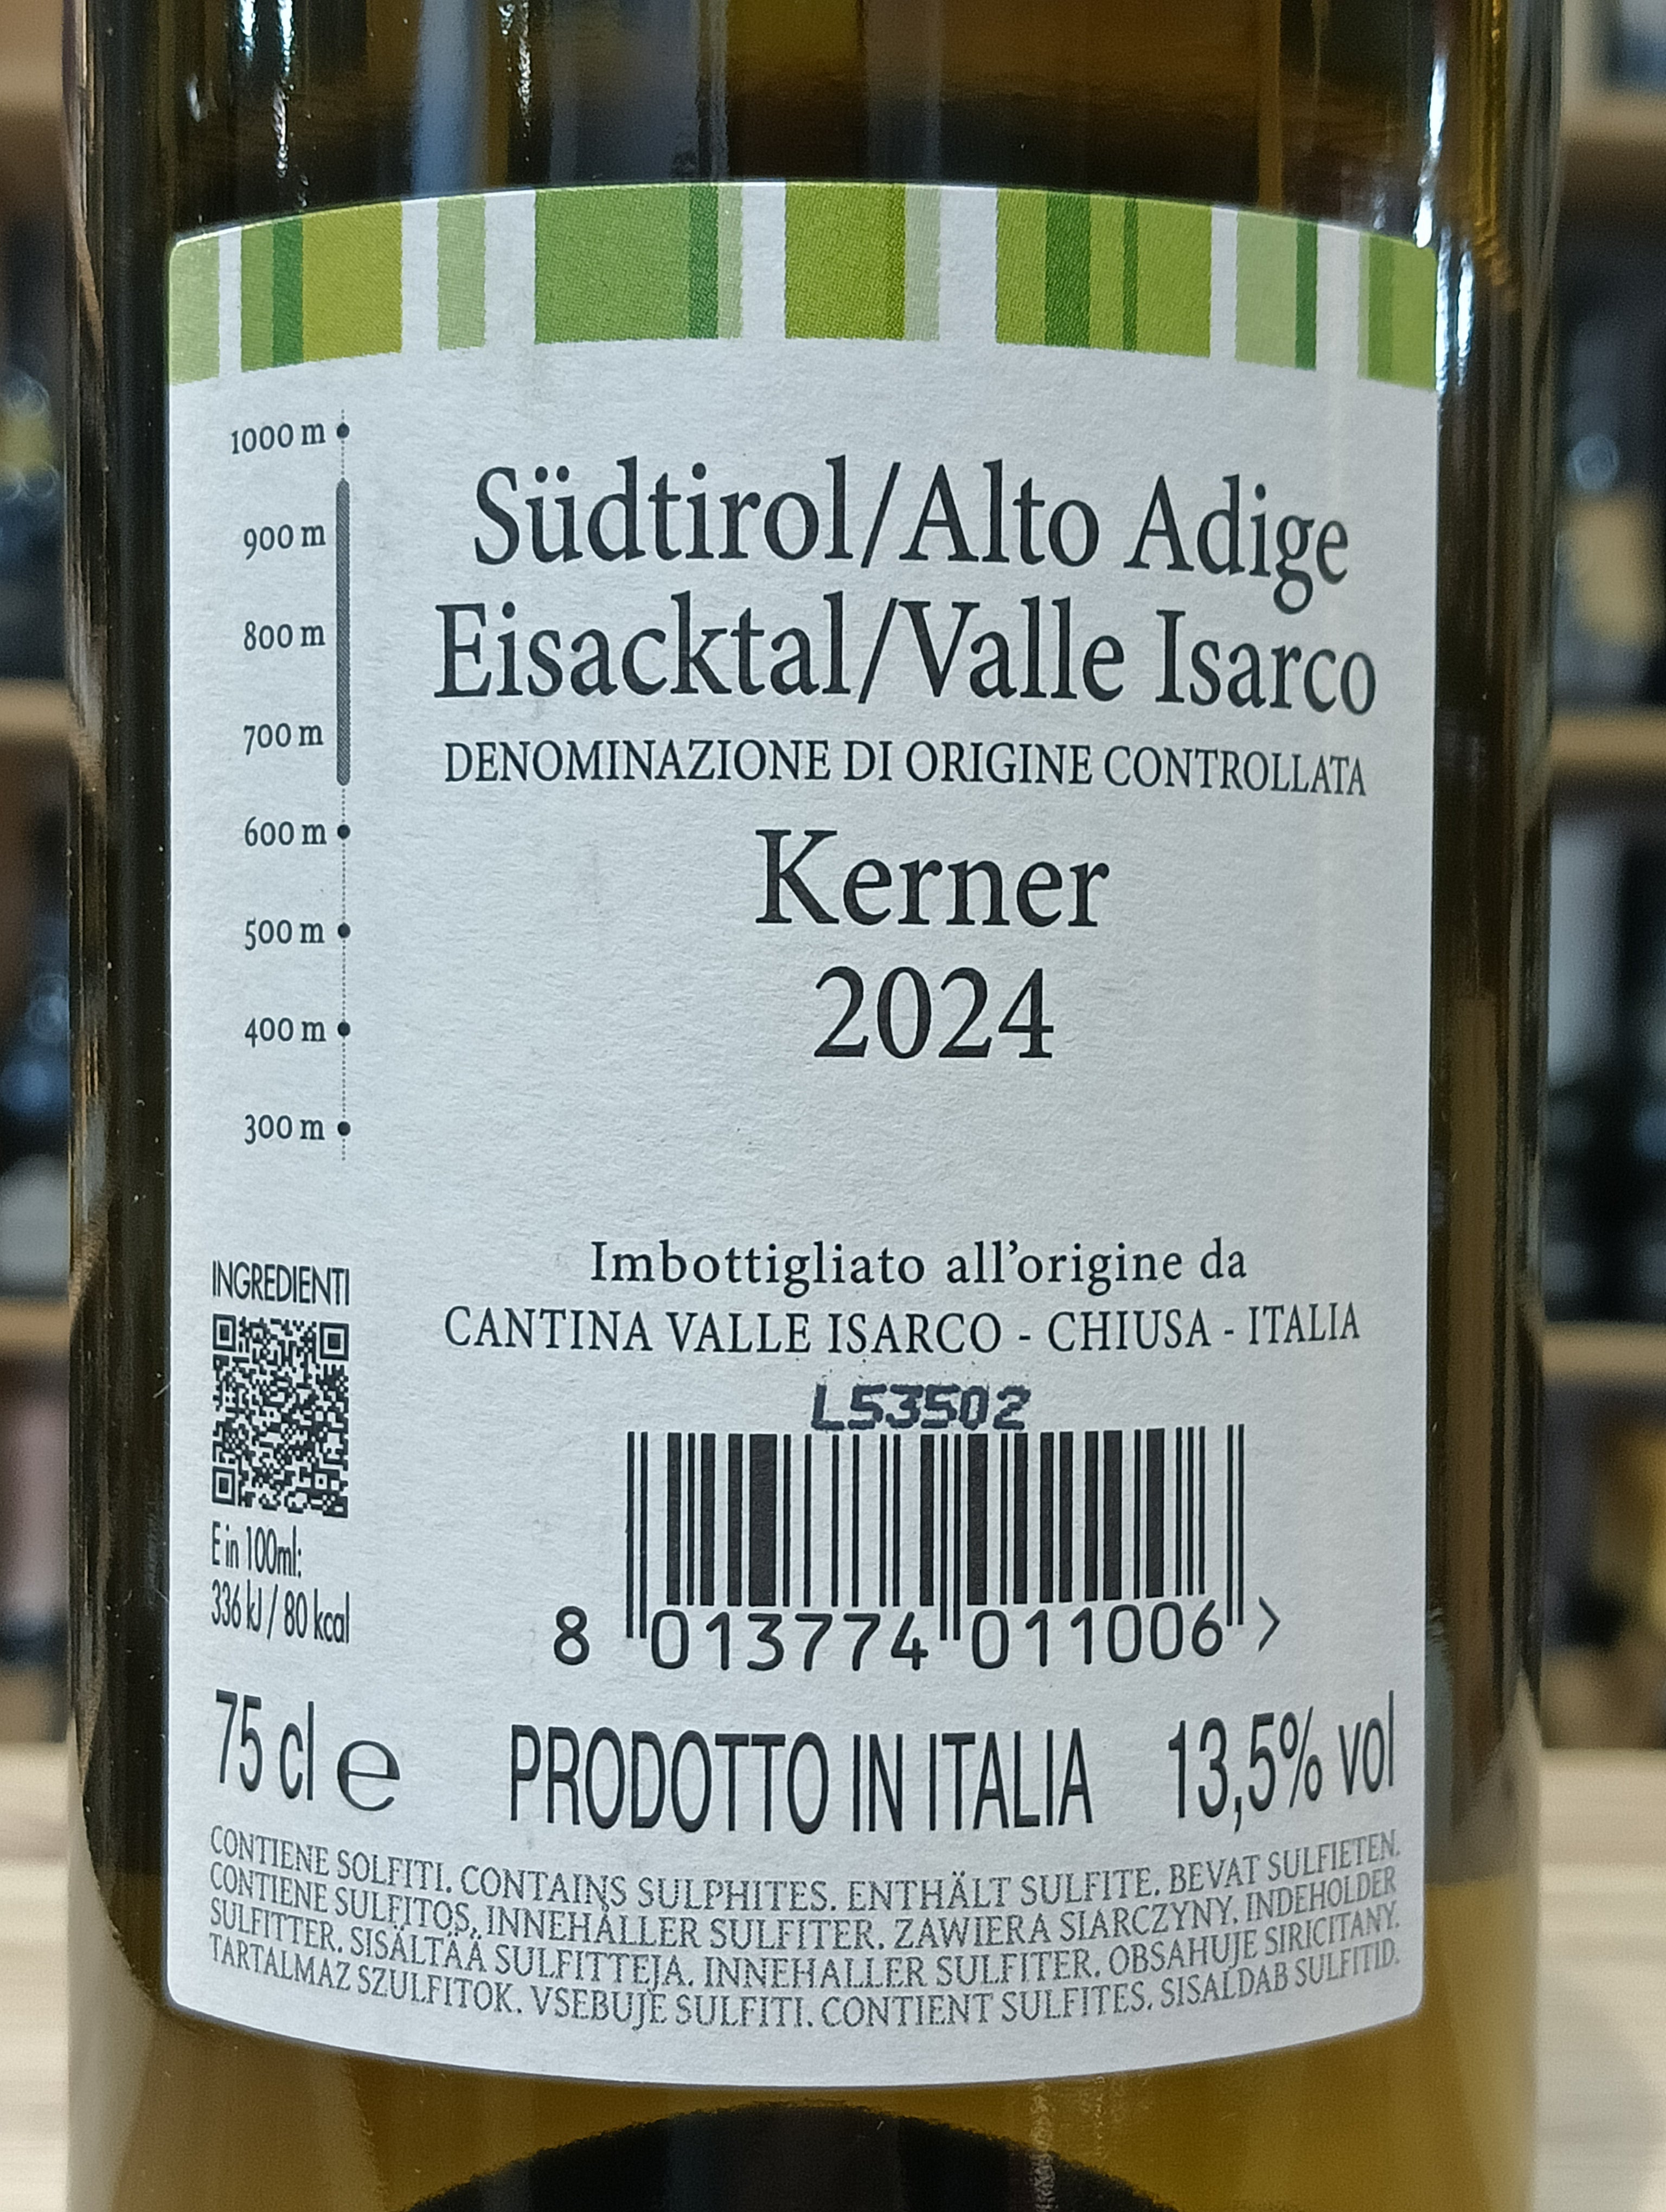 1000 m
900 m
800 m
700 m
600 m
500 m
400 m
300 m
Südtirol/Alto Adige
Eisacktal/Valle Isarco
DENOMINAZIONE DI ORIGINE CONTROLLATA
Kerner
2024
Imbottigliato all'origine da
CANTINA VALLE ISARCO - CHIUSA - ITALIA
L53502
INGREDIENTI
E in 100ml:
336 kJ / 80 kcal
8 013774 011006 >
75 cl e PRODOTTO IN ITALIA 13,5% vol
CONTIENE SOLFITI. CONTAINS SULPHITES. ENTHÄLT SULFITE. BEVAT SULFIETEN.
CONTIENE SULFITOS. INNEHÅLLER SULFITER. ZAWIERA SIARCZYNY. INDEHOLDER
SULFITTER. SISÄLTÄÄ SULFITTEJA. INNEHALLER SULFITER. OBSAHUJE SIRICITANY.
TARTALMAZ SZULFITOK. VSEBUJE SULFITI. CONTIENT SULFITES. SISALDAB SULFITID.